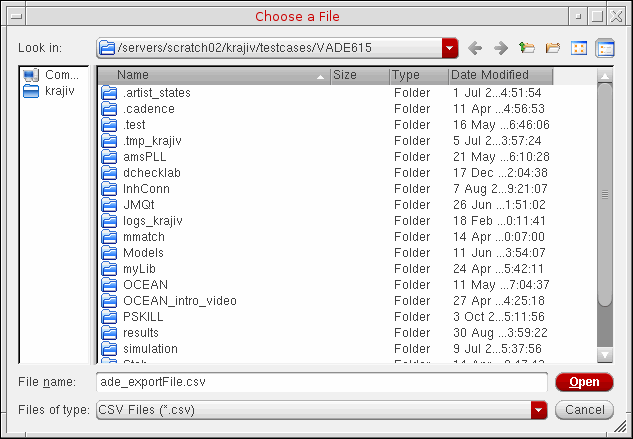 Choose a File
Look in: /servers/scratch02/krajiv/testcases/VADE615
Com...
krajiv
Name Size Type Date Modified
.artist_states Folder 1 Jul 2...4:51:54
.cadence Folder 11 Apr ...4:56:53
.test Folder 16 May ...6:46:06
.tmp_krajiv Folder 5 Jul 2...3:57:24
amsPLL Folder 21 May ...6:10:28
dchecklab Folder 17 Dec ...2:04:38
InhConn Folder 7 Aug 2...9:21:07
JMQt Folder 26 Jun ...1:51:02
logs_krajiv Folder 18 Feb ...0:11:41
mmatch Folder 14 Apr ...0:07:00
Models Folder 11 Jun ...3:54:07
myLib Folder 24 Apr ...5:42:11
OCEAN Folder 11 May ...7:04:37
OCEAN_intro_video Folder 27 Apr ...4:25:18
PSKILL Folder 3 Oct 2...5:11:56
results Folder 30 Aug ...3:59:22
simulation Folder 9 Jul 2...5:37:56
File name: ade_exportFile.csv Open
Files of type: CSV Files (*.csv) Cancel